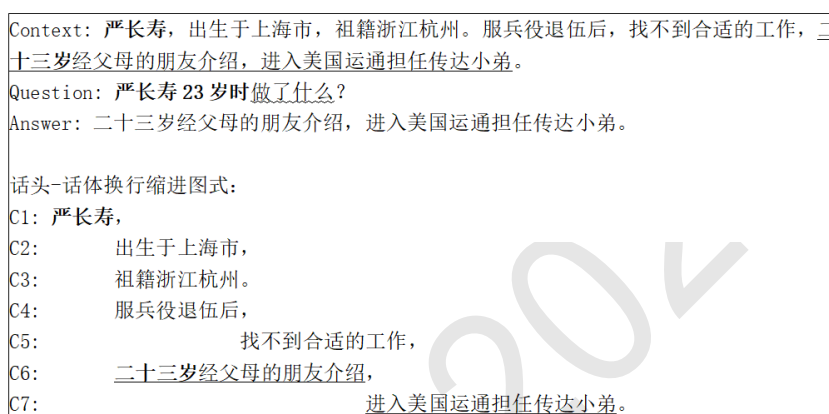 Context: 严长寿，出生于上海市，祖籍浙江杭州。服兵役退伍后，找不到合适的工作，二
十三岁经父母的朋友介绍，进入美国运通担任传达小弟。
Question: 严长寿 23 岁时做了什么？
Answer: 二十三岁经父母的朋友介绍，进入美国运通担任传达小弟。
话头-话体换行缩进图式：
C1: 严长寿，
C2: 出生于上海市，
C3: 祖籍浙江杭州。
C4: 服兵役退伍后，
C5: 找不到合适的工作，
C6: 二十三岁经父母的朋友介绍，
C7: 进入美国运通担任传达小弟。